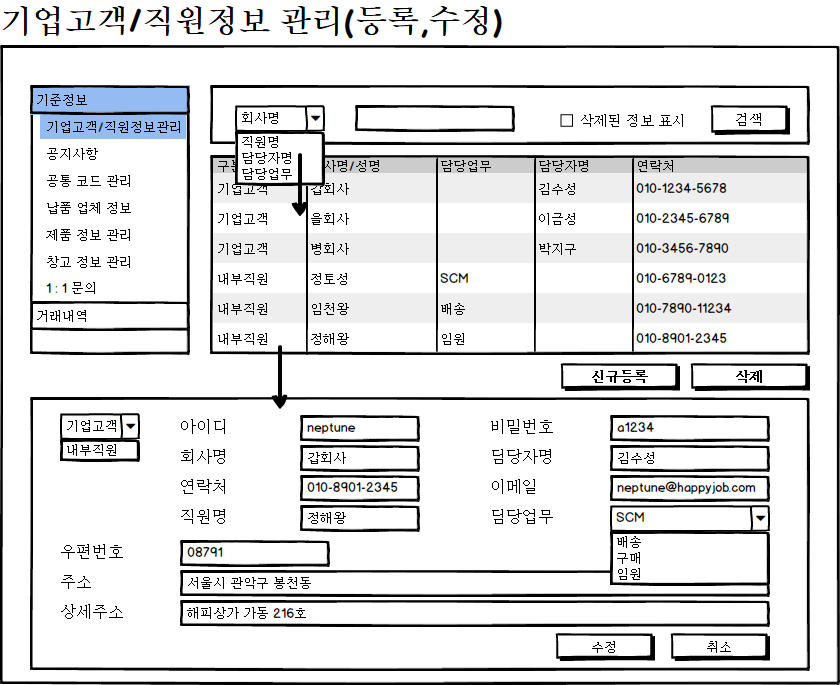 기업고객/직원정보 관리(등록,수정)
기준정보
기업고객/직원정보관리
공지사항
공통 코드 관리
납품 업체 정보
제품 정보 관리
창고 정보 관리
1 : 1 문의
거래내역
회사명
직원명
담당자명
담당업무
삭제된 정보 표시
검색
구 사명/성명 담당업무 담당자명 연락처
기업고객 갑회사 김수성 010-1234-5678
기업고객 을회사 이금성 010-2345-6789
기업고객 병회사 박지구 010-3456-7890
내부직원 정토성 SCM 010-6789-0123
내부직원 임천왕 배송 010-7890-11234
내부직원 정해왕 임원 010-8901-2345
신규등록 삭제
기업고객
내부직원
아이디 neptune 비밀번호 a1234
회사명 갑회사 담당자명 김수성
연락처 010-8901-2345 이메일 neptune@happyjob.com
직원명 정해왕 담당업무 SCM
배송
구매
임원
우편번호 08791
주소 서울시 관악구 봉천동
상세주소 해피상가 가동 216호
수정 취소